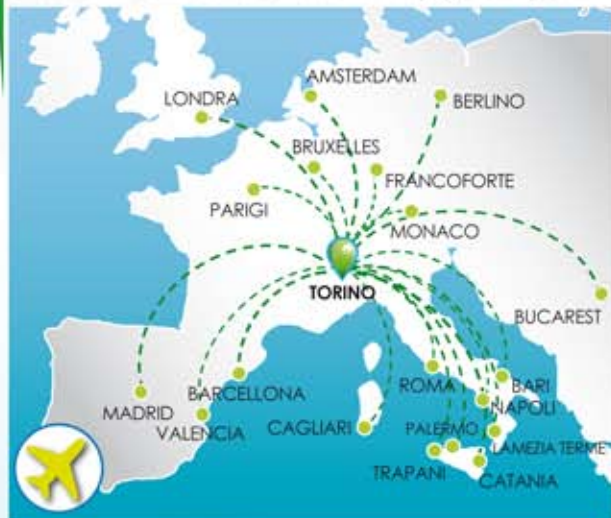 AMSTERDAM
LONDRA
BERLINO
BRUXELLES
FRANCOFORTE
PARIGI
MONACO
TORINO
BUCAREST
BARCELLONA
ROMA
BARI
MADRID
NAPOLI
VALENCIA
CAGLIARI
PALERMO
LAMEZIA TERME
TRAPANI
CATANIA